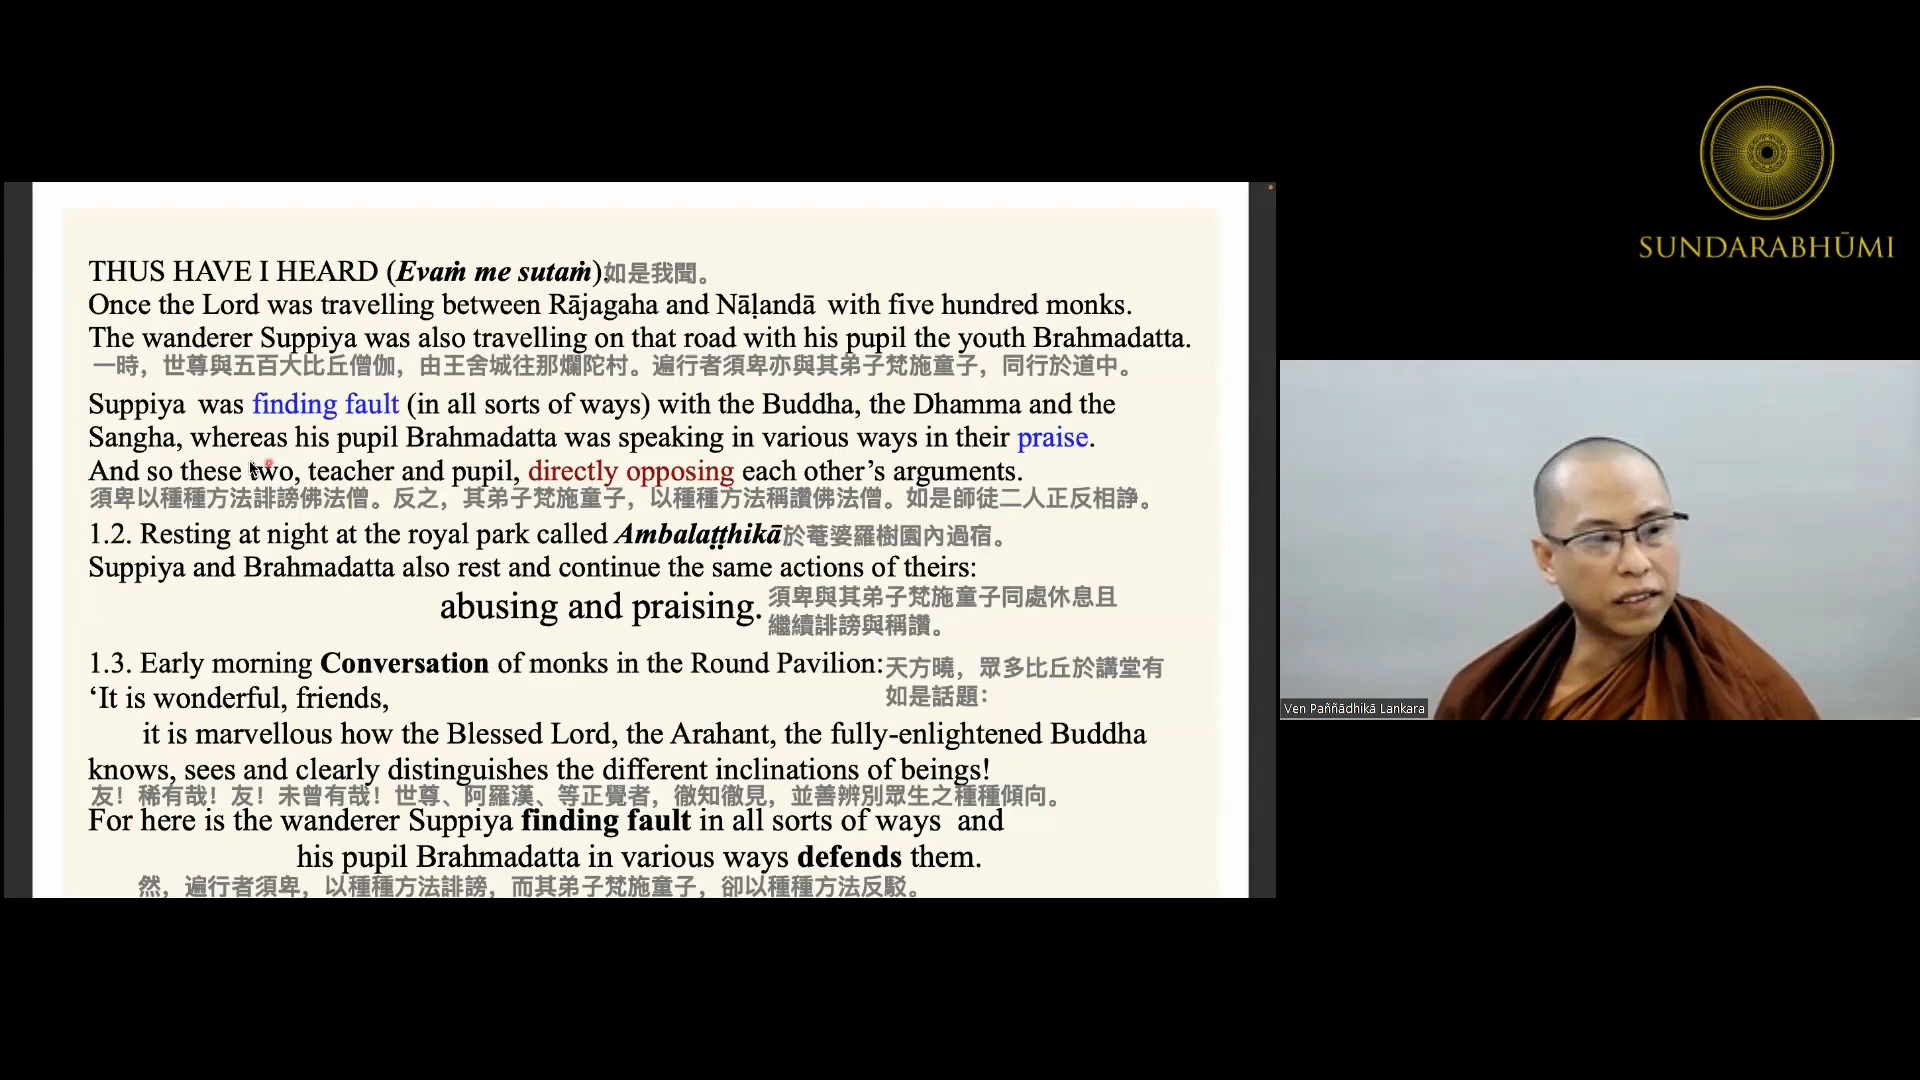 THUS HAVE I HEARD (Evaṁ me sutaṁ).如是我聞。
Once the Lord was travelling between Rājagaha and Nāḷandā with five hundred monks.
The wanderer Suppiya was also travelling on that road with his pupil the youth Brahmadatta.
一時，世尊與五百大比丘僧伽，由王舍城往那爛陀村。遍行者須卑亦與其弟子梵施童子，同行於道中。
Suppiya was finding fault (in all sorts of ways) with the Buddha, the Dhamma and the
Sangha, whereas his pupil Brahmadatta was speaking in various ways in their praise.
And so these two, teacher and pupil, directly opposing each other’s arguments.
須卑以種種方法誹謗佛法僧。反之，其弟子梵施童子，以種種方法稱讚佛法僧。如是師徒二人正反相諍。
1.2. Resting at night at the royal park called Ambalaṭṭhikā於菴婆羅樹園內過宿。
Suppiya and Brahmadatta also rest and continue the same actions of theirs:
abusing and praising.
須卑與其弟子梵施童子同處休息且
繼續誹謗與稱讚。
1.3. Early morning Conversation of monks in the Round Pavilion:
天方曉，眾多比丘於講堂有
如是話題：
‘It is wonderful, friends,
it is marvellous how the Blessed Lord, the Arahant, the fully-enlightened Buddha
knows, sees and clearly distinguishes the different inclinations of beings!
友！稀有哉！友！未曾有哉！世尊、阿羅漢、等正覺者，徹知徹見，並善辨別眾生之種種傾向。
For here is the wanderer Suppiya finding fault in all sorts of ways and
his pupil Brahmadatta in various ways defends them.
然，遍行者須卑，以種種方法誹謗，而其弟子梵施童子，卻以種種方法反駁。
SUNDARABHŪMI
Ven Paññādhikā Lankara